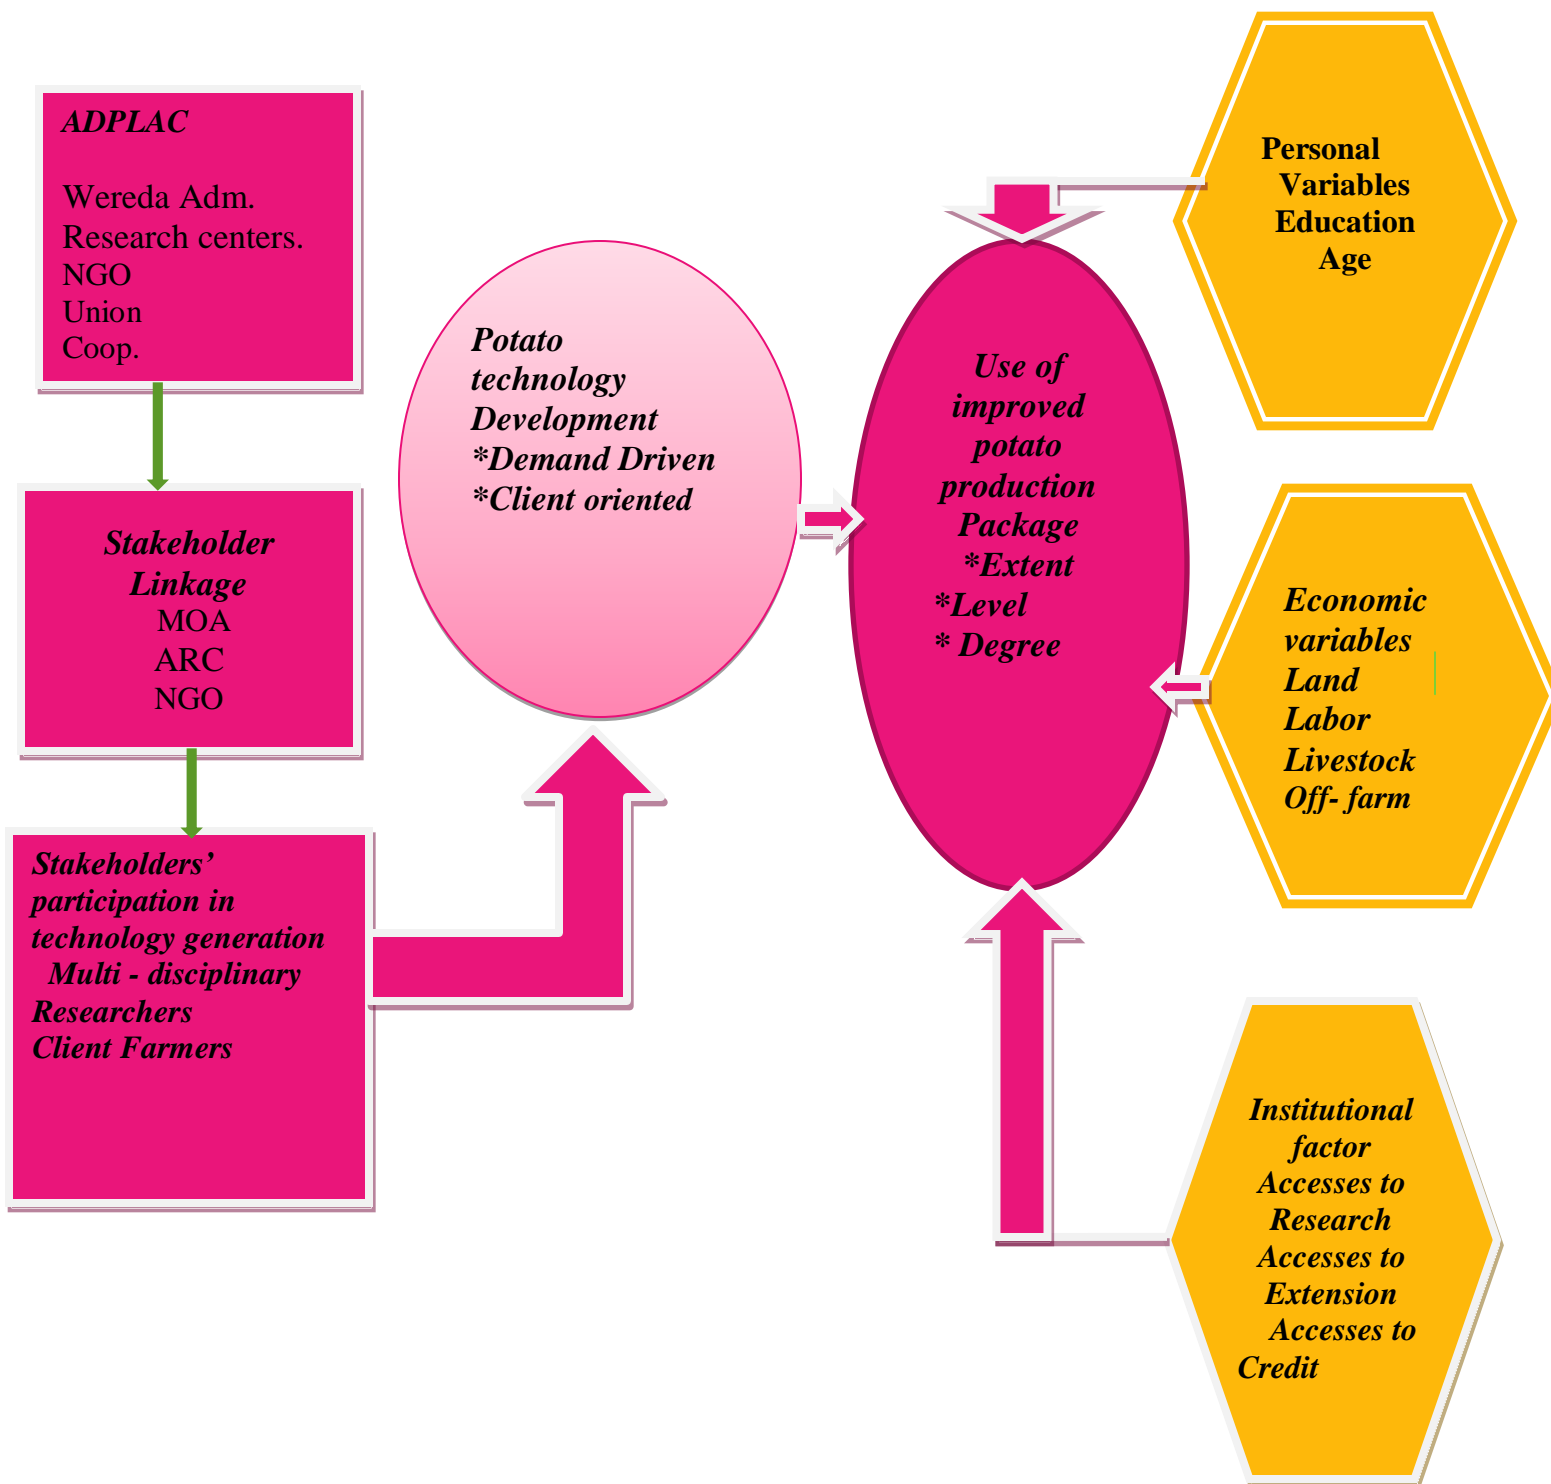 ADPLAC
Wereda Adm.
Research centers.
NGO
Union
Coop.
Stakeholder
Linkage
MOA
ARC
NGO
Stakeholders’
participation in
technology generation
Multi - disciplinary
Researchers
Client Farmers
Potato
technology
Development
*Demand Driven
*Client oriented
Use of
improved
potato
production
Package
*Extent
*Level
* Degree
Personal
Variables
Education
Age
Economic
variables
Land
Labor
Livestock
Off- farm
Institutional
factor
Accesses to
Research
Accesses to
Extension
Accesses to
Credit